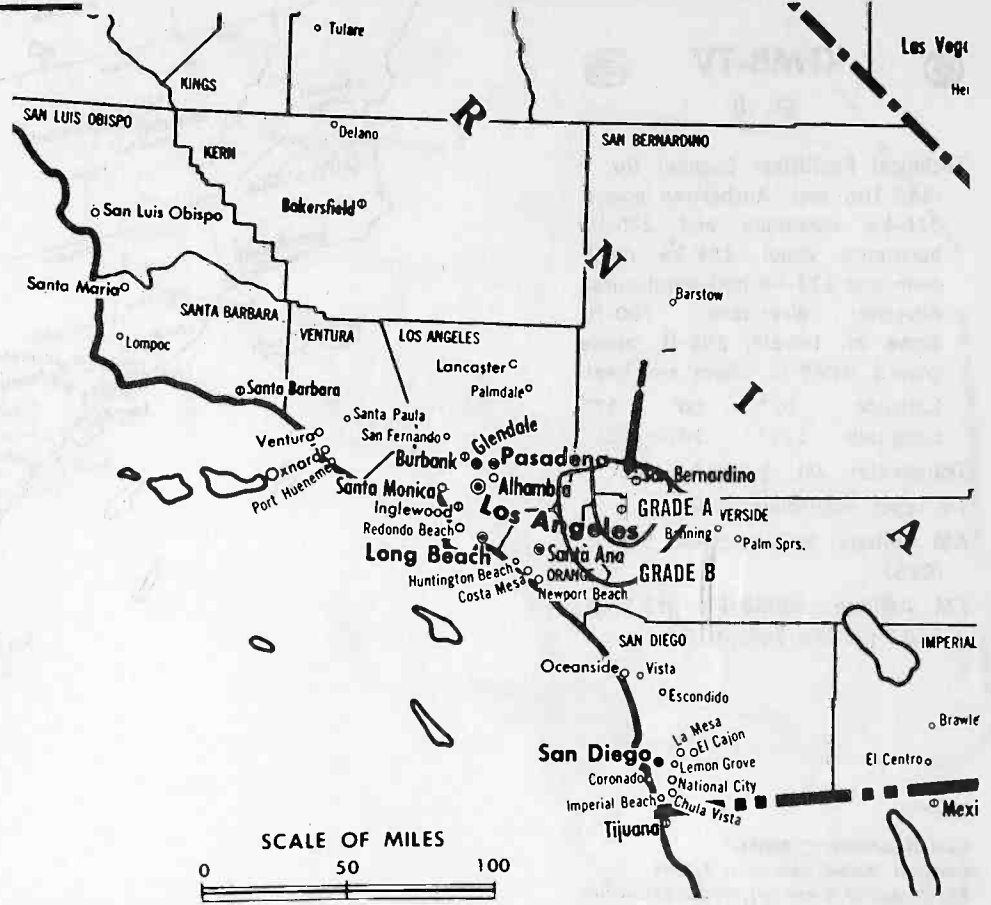 Tulare
Las Veg
KINGS
SAN LUIS OBISPO
R
Delano
SAN BERNARDINO
KERN
Bakersfield
San Luis Obispo
N
Santa Maria
Barstow
SANTA BARBARA
VENTURA
LOS ANGELES
Lompoc
Lancaster
Palmdale
I
Santa Barbara
Santa Paula
Ventura
San Fernando
Glendale
Burbank
Pasadena
Oxnard
Port Hueneme
San Bernardino
Santa Monica
Alhambra
Inglewood
Los Angeles
GRADE A
VERSIDE
Redondo Beach
Banning
Palm Sprs.
A
Long Beach
Santa Ana
Huntington Beach
ORANGE
GRADE B
Costa Mesa
Newport Beach
SAN DIEGO
IMPERIAL
Oceanside
Vista
Escondido
La Mesa
El Cajon
Brawle
San Diego
Lemon Grove
El Centro
Coronado
National City
Imperial Beach
Chula Vista
Mexi
Tijuana
SCALE OF MILES
0 50 100